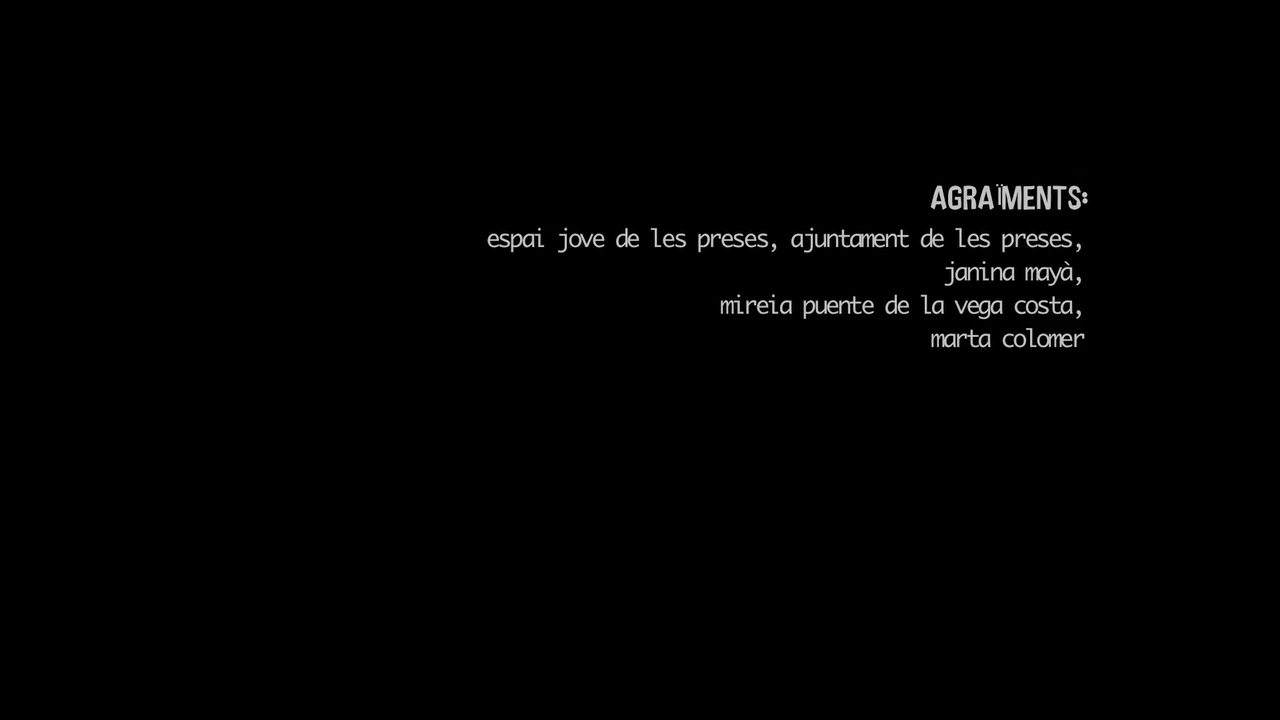 AGRAÏMENTS:
espai jove de les preses, ajuntament de les preses,
janina mayà,
mireia puente de la vega costa,
marta colomer